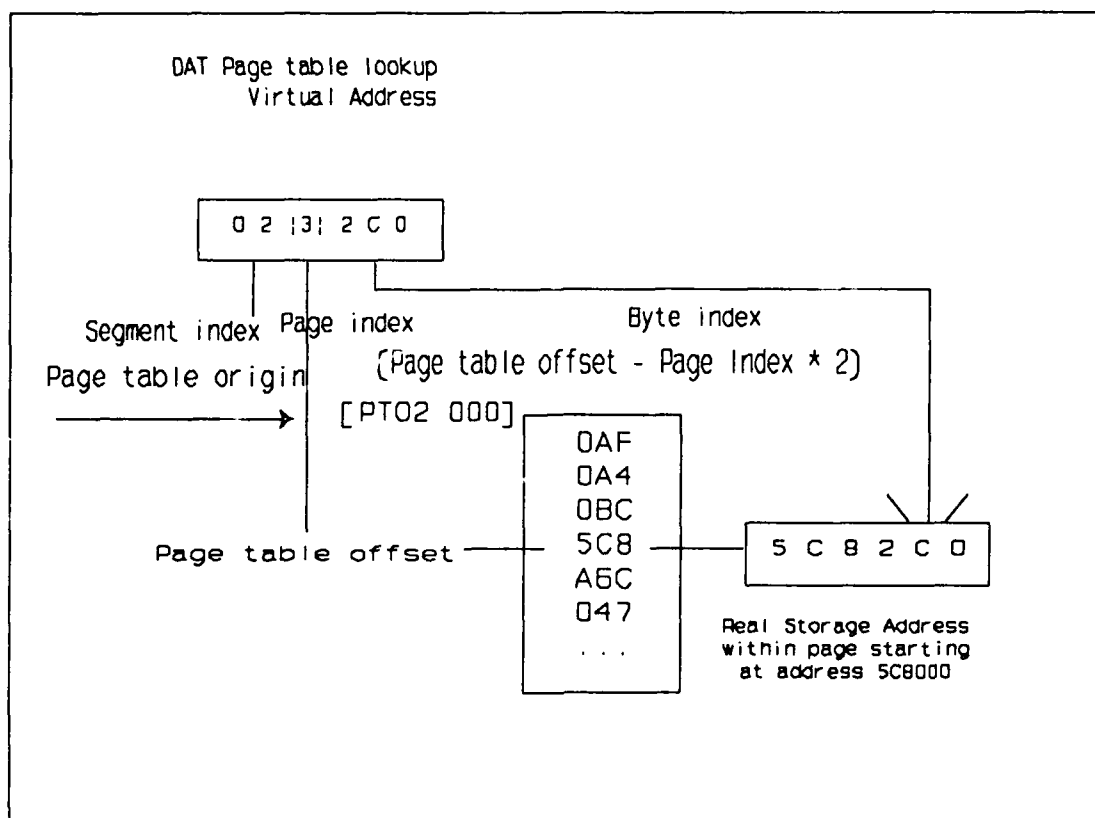 DAT Page table lookup
Virtual Address
0 2 ¦3¦ 2 C 0
Segment index Page index Byte index
Page table origin (Page table offset - Page Index * 2)
[PT02 000]
0AF
0A4
0BC
Page table offset 5C8 5 C 8 2 C 0
A6C
047
. . .
Real Storage Address
within page starting
at address 5C8000